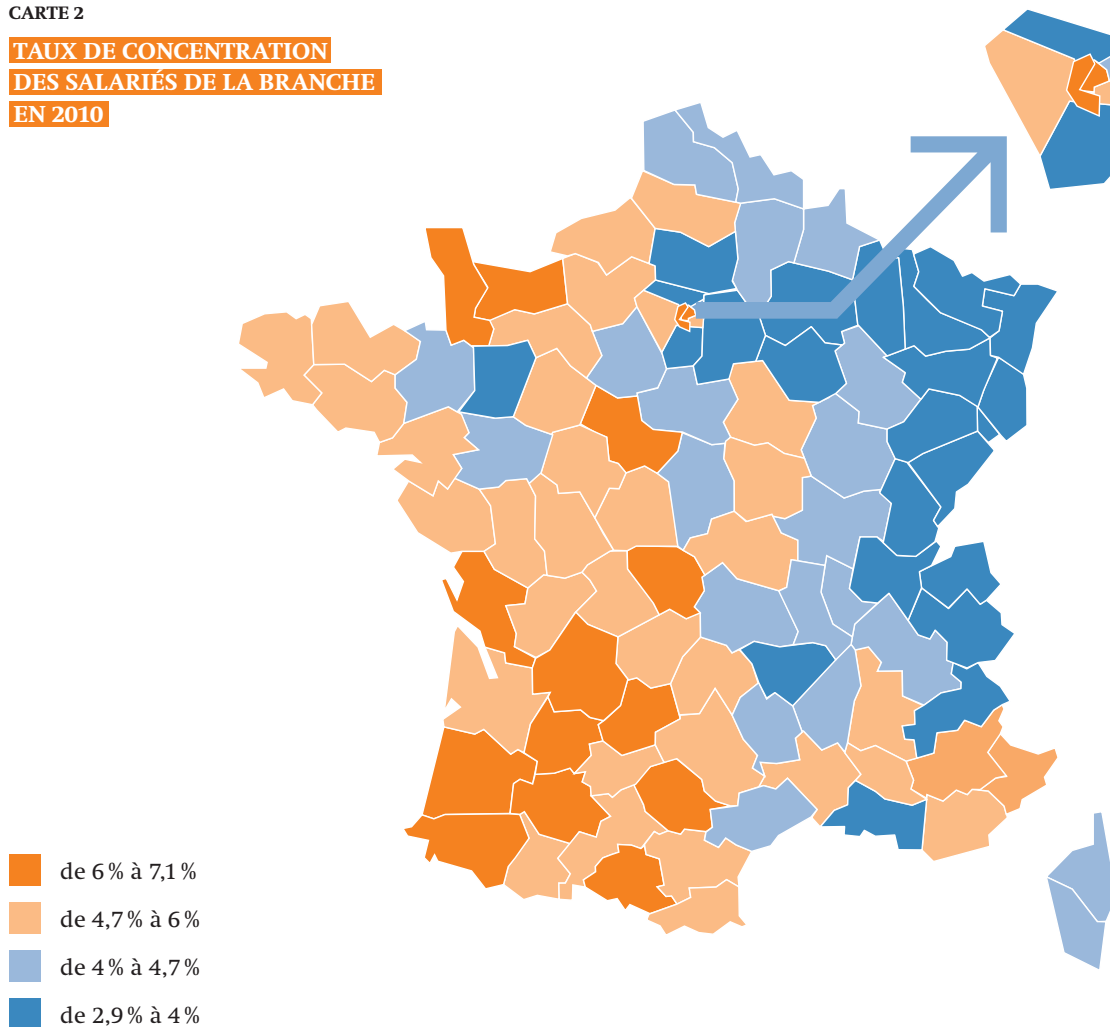 CARTE 2
TAUX DE CONCENTRATION
DES SALARIÉS DE LA BRANCHE
EN 2010
de 6 % à 7,1 %
de 4,7 % à 6 %
de 4 % à 4,7 %
de 2,9 % à 4 %